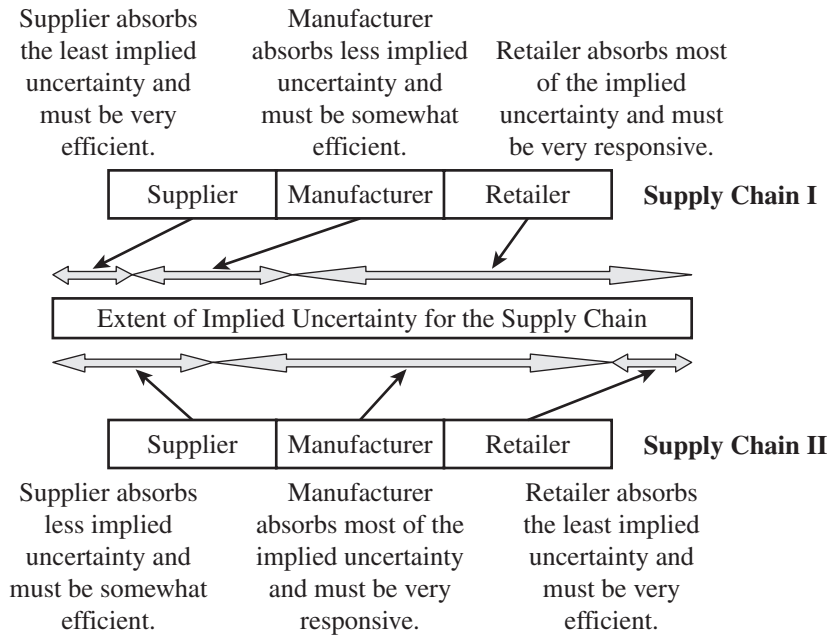 Supplier absorbs
the least implied
uncertainty and
must be very
efficient.
Manufacturer
absorbs less implied
uncertainty and
must be somewhat
efficient.
Retailer absorbs most
of the implied
uncertainty and must
be very responsive.
Supplier
Manufacturer
Retailer
Supply Chain I
Extent of Implied Uncertainty for the Supply Chain
Supplier
Manufacturer
Retailer
Supply Chain II
Supplier absorbs
less implied
uncertainty and
must be somewhat
efficient.
Manufacturer
absorbs most of the
implied uncertainty
and must be very
responsive.
Retailer absorbs
the least implied
uncertainty and
must be very
efficient.